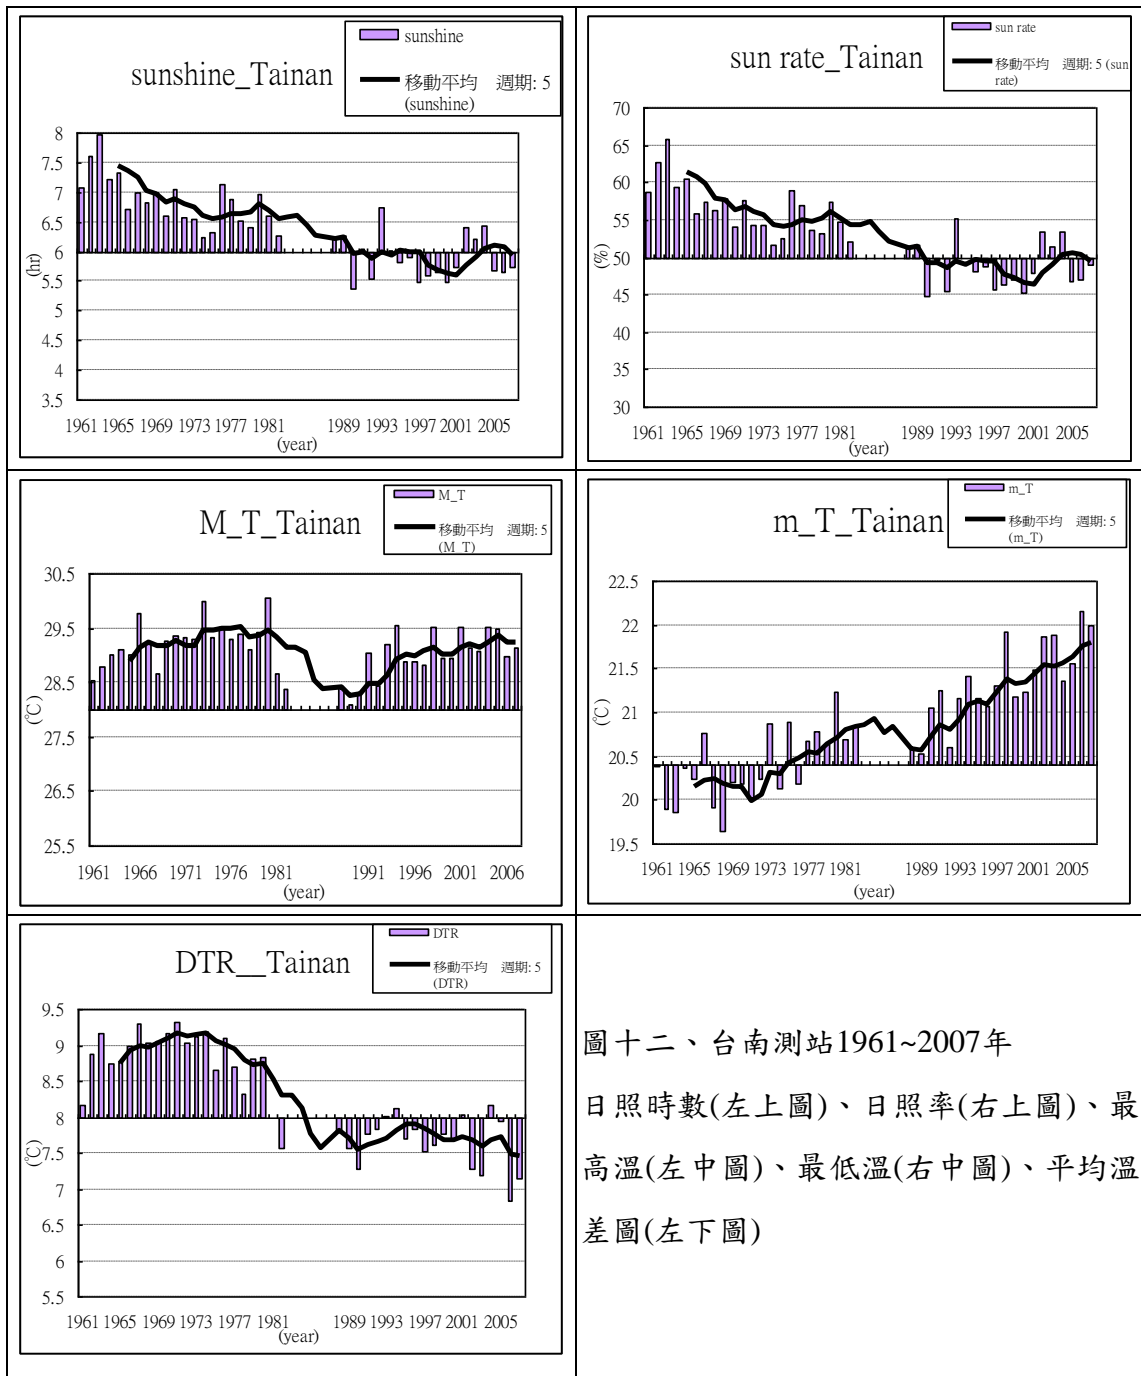 sunshine_Tainan
sunshine
移動平均　週期: 5
(sunshine)
8
7.5
7
6.5
6
5.5
5
4.5
4
3.5
(hr)
1961 1965 1969 1973 1977 1981 1989 1993 1997 2001 2005
(year)
sun rate_Tainan
sun rate
移動平均　週期: 5 (sun
rate)
70
65
60
55
50
45
40
35
30
(%)
1961 1965 1969 1973 1977 1981 1989 1993 1997 2001 2005
(year)
M_T_Tainan
M_T
移動平均　週期: 5
(M_T)
30.5
29.5
28.5
27.5
26.5
25.5
(℃)
1961 1966 1971 1976 1981 1991 1996 2001 2006
(year)
m_T_Tainan
m_T
移動平均　週期: 5
(m_T)
22.5
22
21.5
21
20.5
20
19.5
(℃)
1961 1965 1969 1973 1977 1981 1989 1993 1997 2001 2005
(year)
DTR__Tainan
DTR
移動平均　週期: 5
(DTR)
9.5
9
8.5
8
7.5
7
6.5
6
5.5
(℃)
1961 1965 1969 1973 1977 1981 1989 1993 1997 2001 2005
(year)
圖十二、台南測站1961~2007年
日照時數(左上圖)、日照率(右上圖)、最
高溫(左中圖)、最低溫(右中圖)、平均溫
差圖(左下圖)